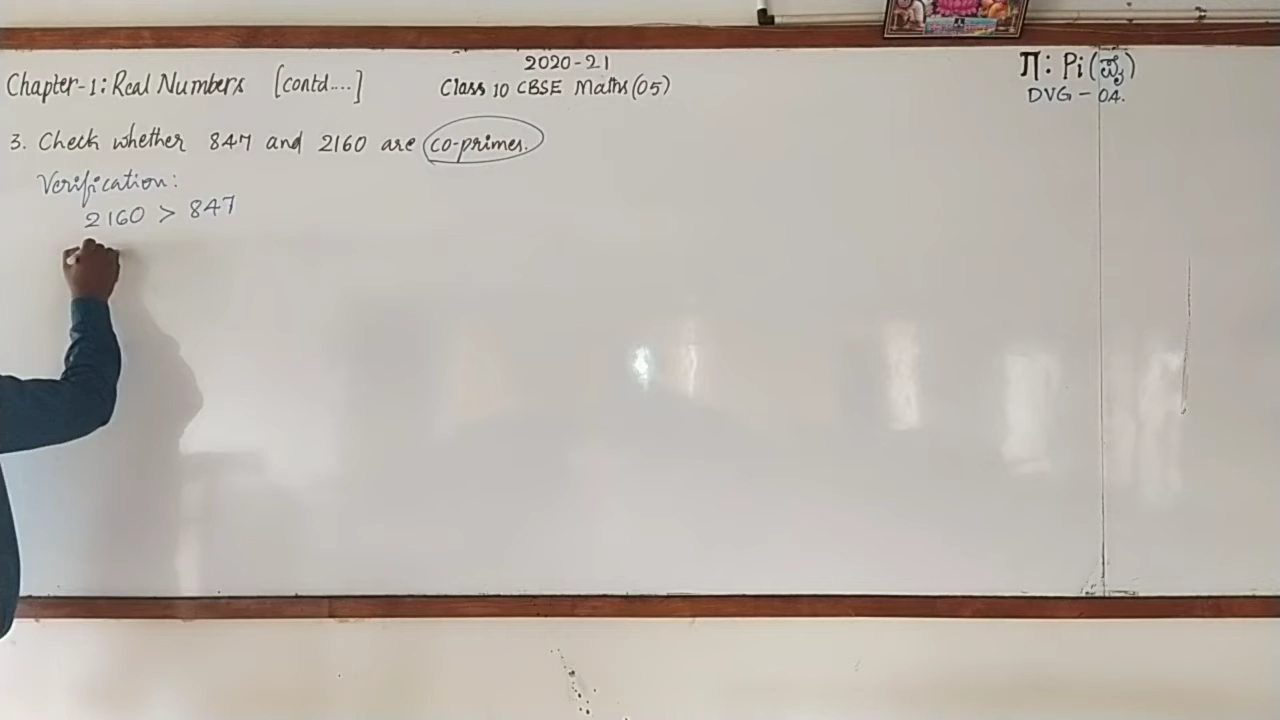 2020-21
Chapter-1: Real Numbers [contd....] Class 10 CBSE Maths (05) Π: Pi (ಪೈ)
DVG - 04.
3. Check whether 847 and 2160 are co-primes.
Verification:
2160 > 847